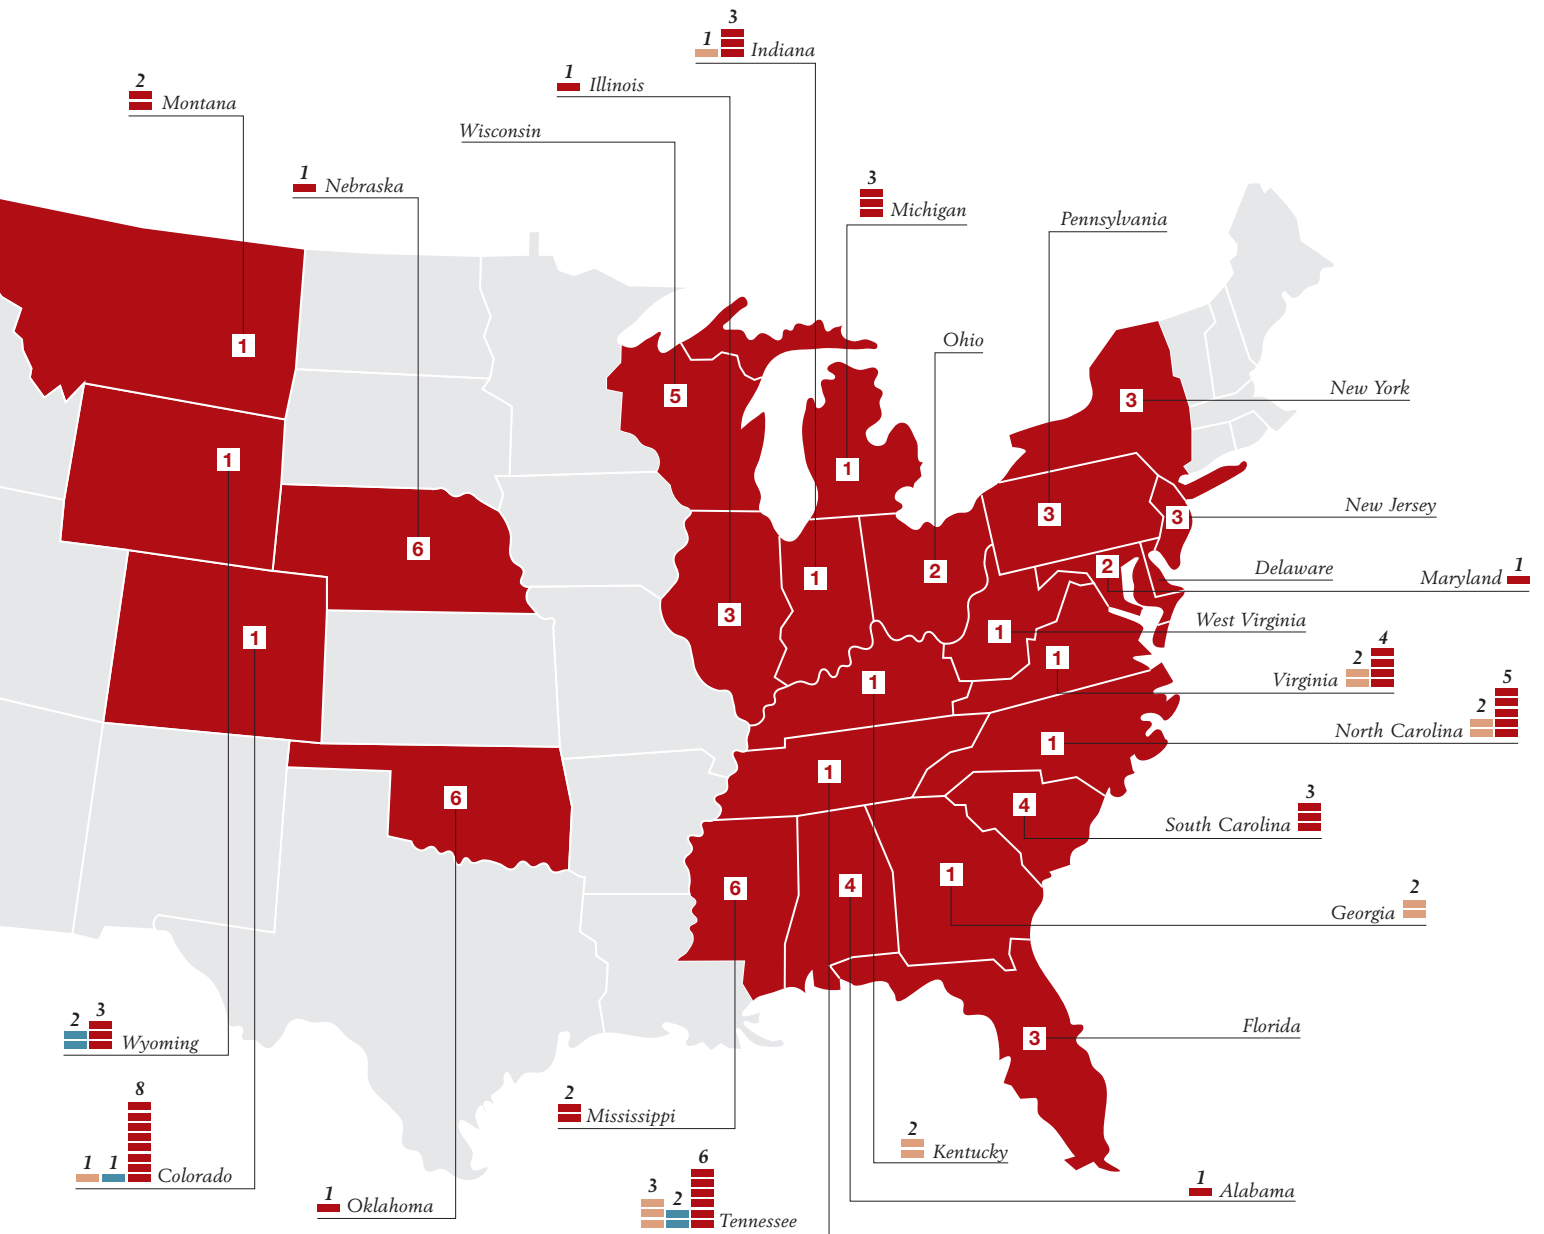 3
1
Indiana
1
Illinois
2
Montana
Wisconsin
1
Nebraska
3
Michigan
Pennsylvania
1
Ohio
5
New York
3
1
1
New Jersey
3
3
6
Delaware
2
1
Maryland
2
1
3
West Virginia
1
1
4
2
Virginia
1
1
5
2
North Carolina
1
1
6
4
3
South Carolina
1
4
6
2
Georgia
3
2
Wyoming
Florida
3
8
1
1
Colorado
2
Mississippi
2
Kentucky
1
Oklahoma
6
3
2
Tennessee
1
Alabama